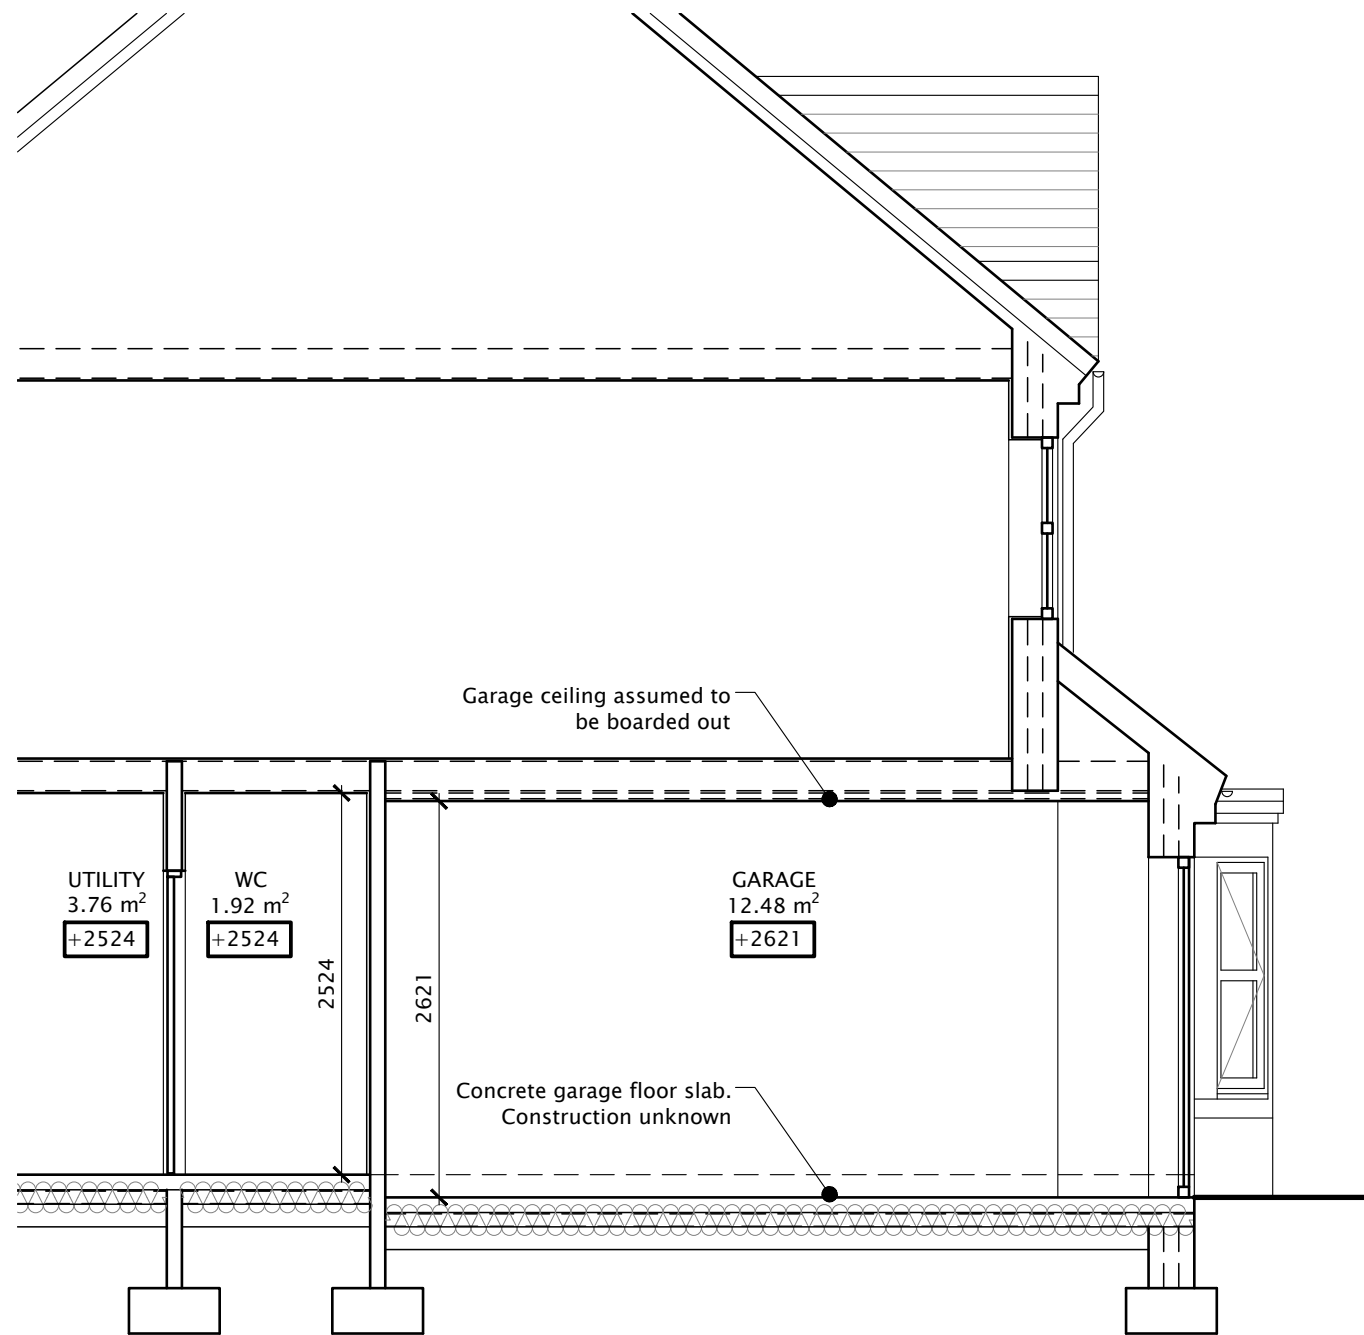 Garage ceiling assumed to
be boarded out
UTILITY
3.76 m²
+2524
WC
1.92 m²
+2524
GARAGE
12.48 m²
+2621
2524
2621
Concrete garage floor slab.
Construction unknown